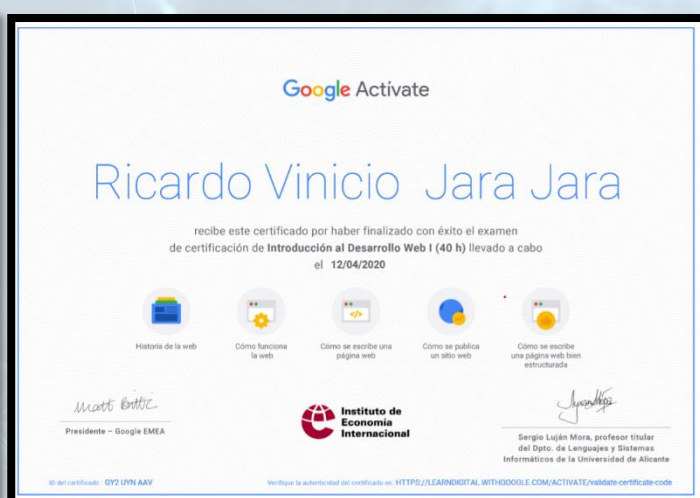 Google Actívate
Ricardo Vinicio Jara Jara
recibe este certificado por haber finalizado con éxito el examen
de certificación de Introducción al Desarrollo Web I (40 h) llevado a cabo
el 12/04/2020
Historia de la web
Cómo funciona
la web
Cómo se escribe una
página web
Cómo se publica
un sitio web
Cómo se escribe
una página web bien
estructurada
Matt Brittin
Presidente – Google EMEA
Instituto de
Economía
Internacional
Sergio Luján Mora, profesor titular
del Dpto. de Lenguajes y Sistemas
Informáticos de la Universidad de Alicante
ID del certificado : GY2 UYN AAV
Verifique la autenticidad del certificado en: HTTPS://LEARNDIGITAL.WITHGOOGLE.COM/ACTIVATE/validate-certificate-code